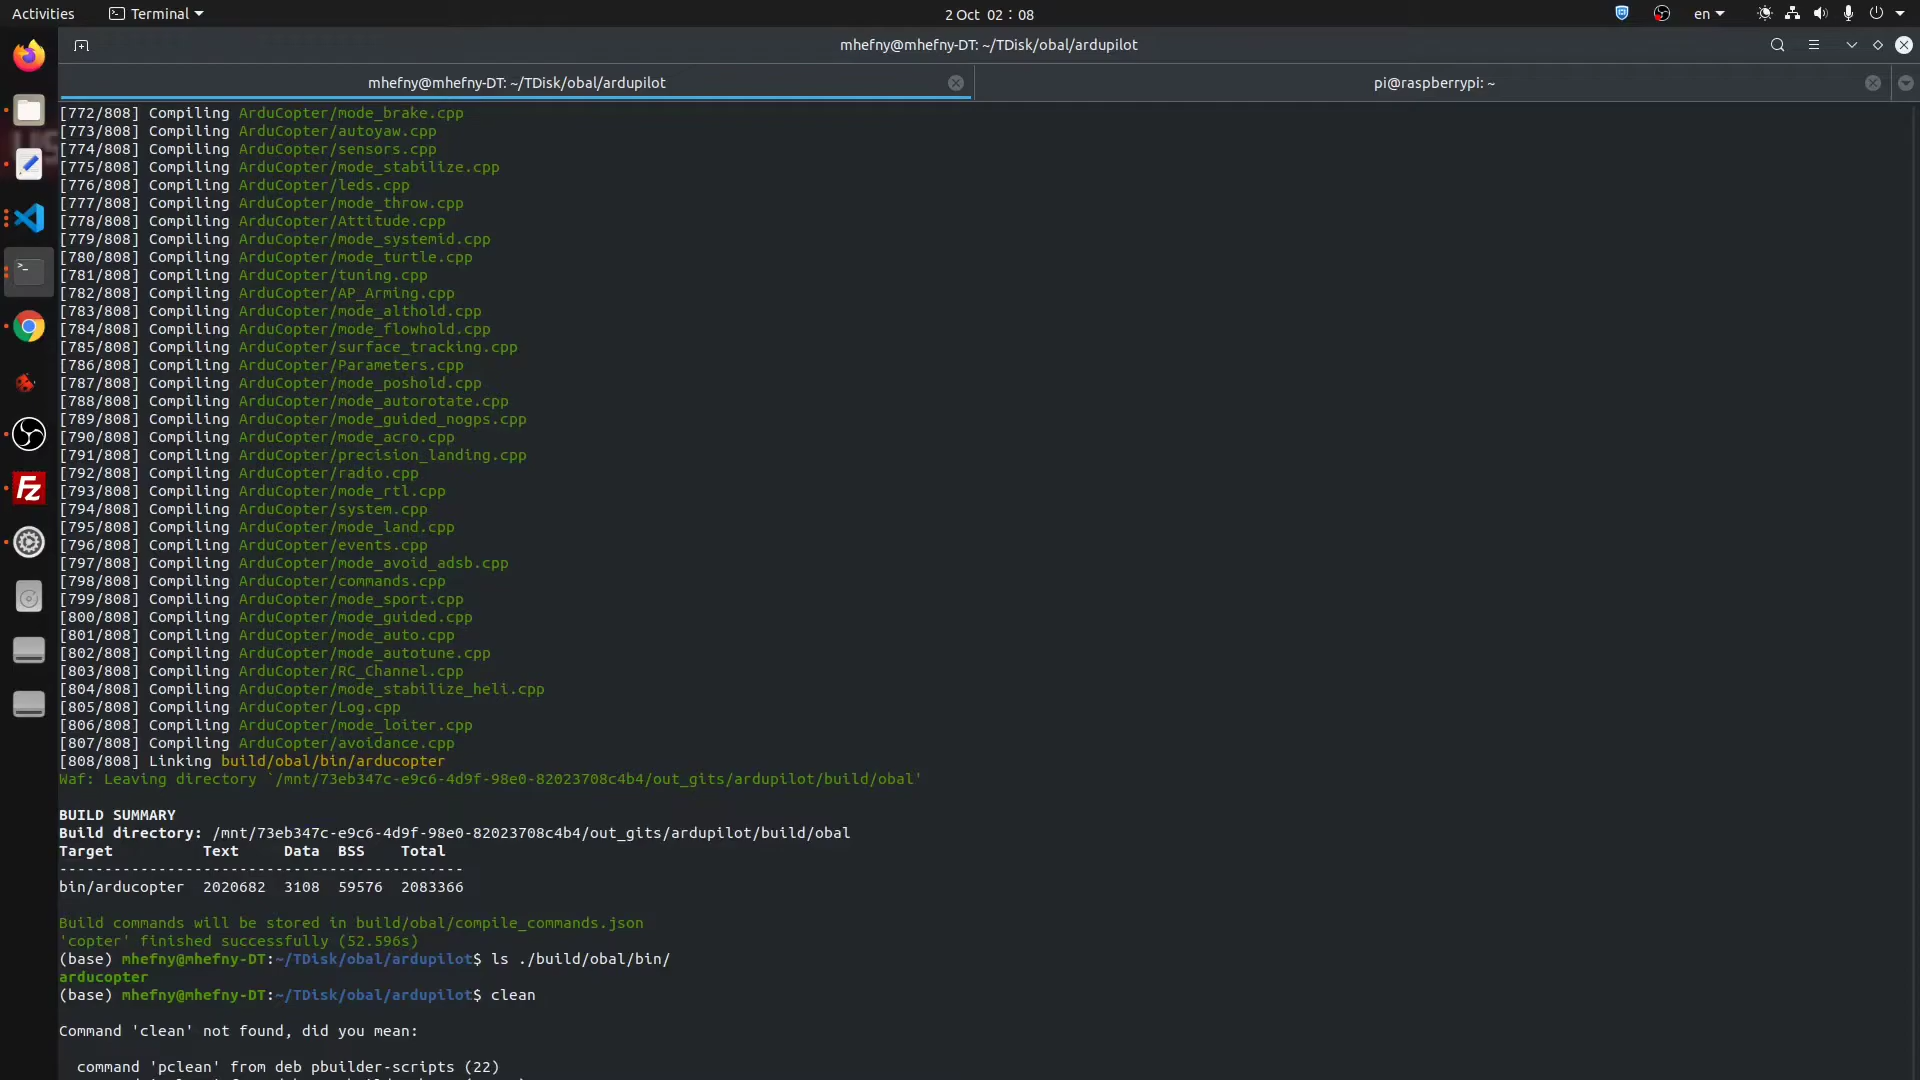 Activities
Terminal
2 Oct 02 : 08
en
mhefny@mhefny-DT: ~/TDisk/obal/ardupilot
mhefny@mhefny-DT: ~/TDisk/obal/ardupilot
pi@raspberrypi: ~
[772/808] Compiling ArduCopter/mode_brake.cpp
[773/808] Compiling ArduCopter/autoyaw.cpp
[774/808] Compiling ArduCopter/sensors.cpp
[775/808] Compiling ArduCopter/mode_stabilize.cpp
[776/808] Compiling ArduCopter/leds.cpp
[777/808] Compiling ArduCopter/mode_throw.cpp
[778/808] Compiling ArduCopter/Attitude.cpp
[779/808] Compiling ArduCopter/mode_systemid.cpp
[780/808] Compiling ArduCopter/mode_turtle.cpp
[781/808] Compiling ArduCopter/tuning.cpp
[782/808] Compiling ArduCopter/AP_Arming.cpp
[783/808] Compiling ArduCopter/mode_althold.cpp
[784/808] Compiling ArduCopter/mode_flowhold.cpp
[785/808] Compiling ArduCopter/surface_tracking.cpp
[786/808] Compiling ArduCopter/Parameters.cpp
[787/808] Compiling ArduCopter/mode_poshold.cpp
[788/808] Compiling ArduCopter/mode_autorotate.cpp
[789/808] Compiling ArduCopter/mode_guided_nogps.cpp
[790/808] Compiling ArduCopter/mode_acro.cpp
[791/808] Compiling ArduCopter/precision_landing.cpp
[792/808] Compiling ArduCopter/radio.cpp
[793/808] Compiling ArduCopter/mode_rtl.cpp
[794/808] Compiling ArduCopter/system.cpp
[795/808] Compiling ArduCopter/mode_land.cpp
[796/808] Compiling ArduCopter/events.cpp
[797/808] Compiling ArduCopter/mode_avoid_adsb.cpp
[798/808] Compiling ArduCopter/commands.cpp
[799/808] Compiling ArduCopter/mode_sport.cpp
[800/808] Compiling ArduCopter/mode_guided.cpp
[801/808] Compiling ArduCopter/mode_auto.cpp
[802/808] Compiling ArduCopter/mode_autotune.cpp
[803/808] Compiling ArduCopter/RC_Channel.cpp
[804/808] Compiling ArduCopter/mode_stabilize_heli.cpp
[805/808] Compiling ArduCopter/Log.cpp
[806/808] Compiling ArduCopter/mode_loiter.cpp
[807/808] Compiling ArduCopter/avoidance.cpp
[808/808] Linking build/obal/bin/arducopter
Waf: Leaving directory `/mnt/73eb347c-e9c6-4d9f-98e0-82023708c4b4/out_gits/ardupilot/build/obal'
BUILD SUMMARY
Build directory: /mnt/73eb347c-e9c6-4d9f-98e0-82023708c4b4/out_gits/ardupilot/build/obal
Target Text Data BSS Total
---------------------------------------------
bin/arducopter 2020682 3108 59576 2083366
Build commands will be stored in build/obal/compile_commands.json
'copter' finished successfully (52.596s)
(base) mhefny@mhefny-DT:~/TDisk/obal/ardupilot$ ls ./build/obal/bin/
arducopter
(base) mhefny@mhefny-DT:~/TDisk/obal/ardupilot$ clean
Command 'clean' not found, did you mean:
command 'pclean' from deb pbuilder-scripts (22)